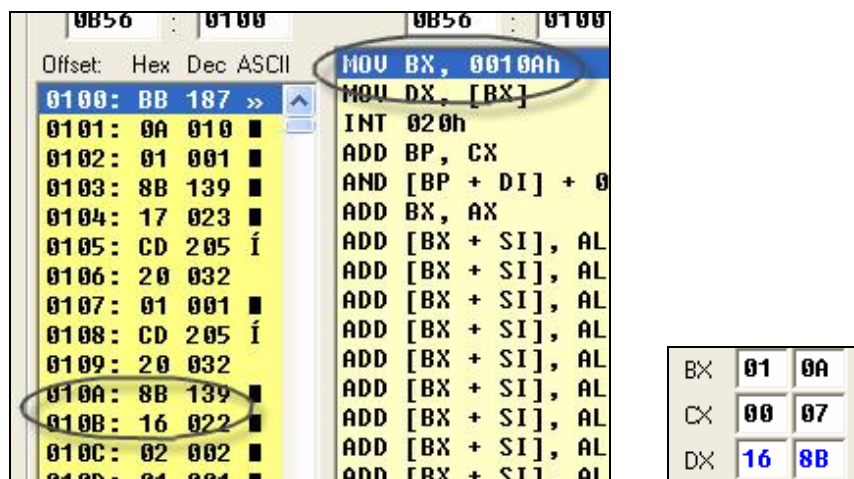 0B56 : 0100 0B56 : 0100
Offset: Hex Dec ASCII
0100: BB 187 »
0101: 0A 010 ■
0102: 01 001 ■
0103: 8B 139 ■
0104: 17 023 ■
0105: CD 205 Í
0106: 20 032
0107: 01 001 ■
0108: CD 205 Í
0109: 20 032
010A: 8B 139 ■
010B: 16 022 ■
010C: 02 002 ■
MOV BX, 0010Ah
MOV DX, [BX]
INT 020h
ADD BP, CX
AND [BP + DI] + 0
ADD BX, AX
ADD [BX + SI], AL
ADD [BX + SI], AL
ADD [BX + SI], AL
ADD [BX + SI], AL
ADD [BX + SI], AL
ADD [BX + SI], AL
ADD [BX + SI], AL
ADD [BX + SI], AL
ADD [BX + SI], AL
BX 01 0A
CX 00 07
DX 16 8B